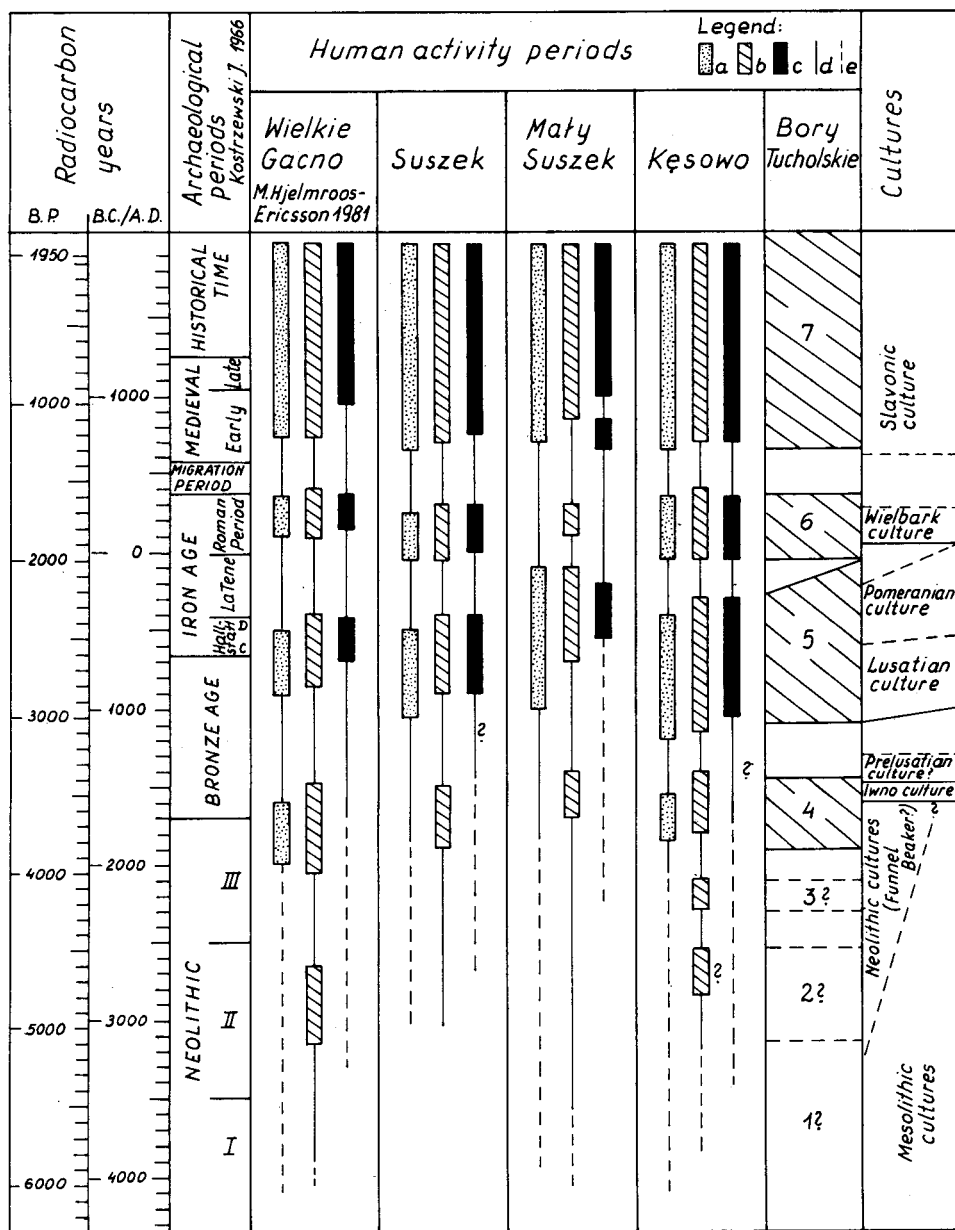 Radiocarbon
years
B.P.
B.C./A.D.
Archaeological
periods
Kostrzewski J. 1966
Human activity periods
Legend:
a b c d e
Wielkie
Gacno
M. Hjelmroos-
Ericsson 1981
Suszek
Mały
Suszek
Kęsowo
Bory
Tucholskie
Cultures
1950
1000
2000
3000
4000
5000
6000
1000
0
1000
2000
3000
4000
HISTORICAL
TIME
MEDIEVAL
Late
Early
MIGRATION
PERIOD
IRON AGE
Roman
Period
LaTene
Hall-
statt
D
C
BRONZE AGE
NEOLITHIC
III
II
I
?
?
?
7
6
5
4
3?
2?
1?
Slavonic
culture
Wielbark
culture
Pomeranian
culture
Lusatian
culture
Prelusatian
culture?
Iwno culture
?
Neolithic cultures
(Funnel
Beaker?)
Mesolithic
cultures